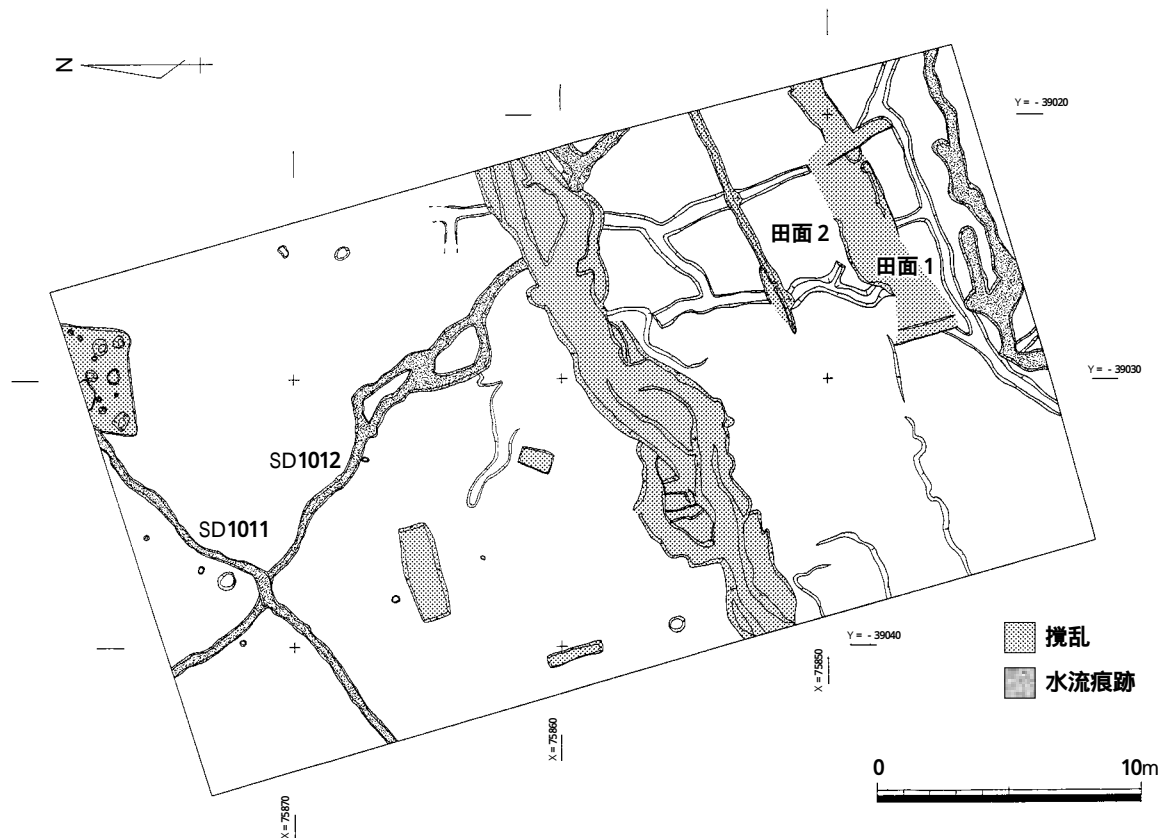 N
Y = - 39020
田面 2
田面 1
Y = - 39030
SD1012
SD1011
Y = - 39040
X = 75850
X = 75860
X = 75870
撹乱
水流痕跡
0 10m